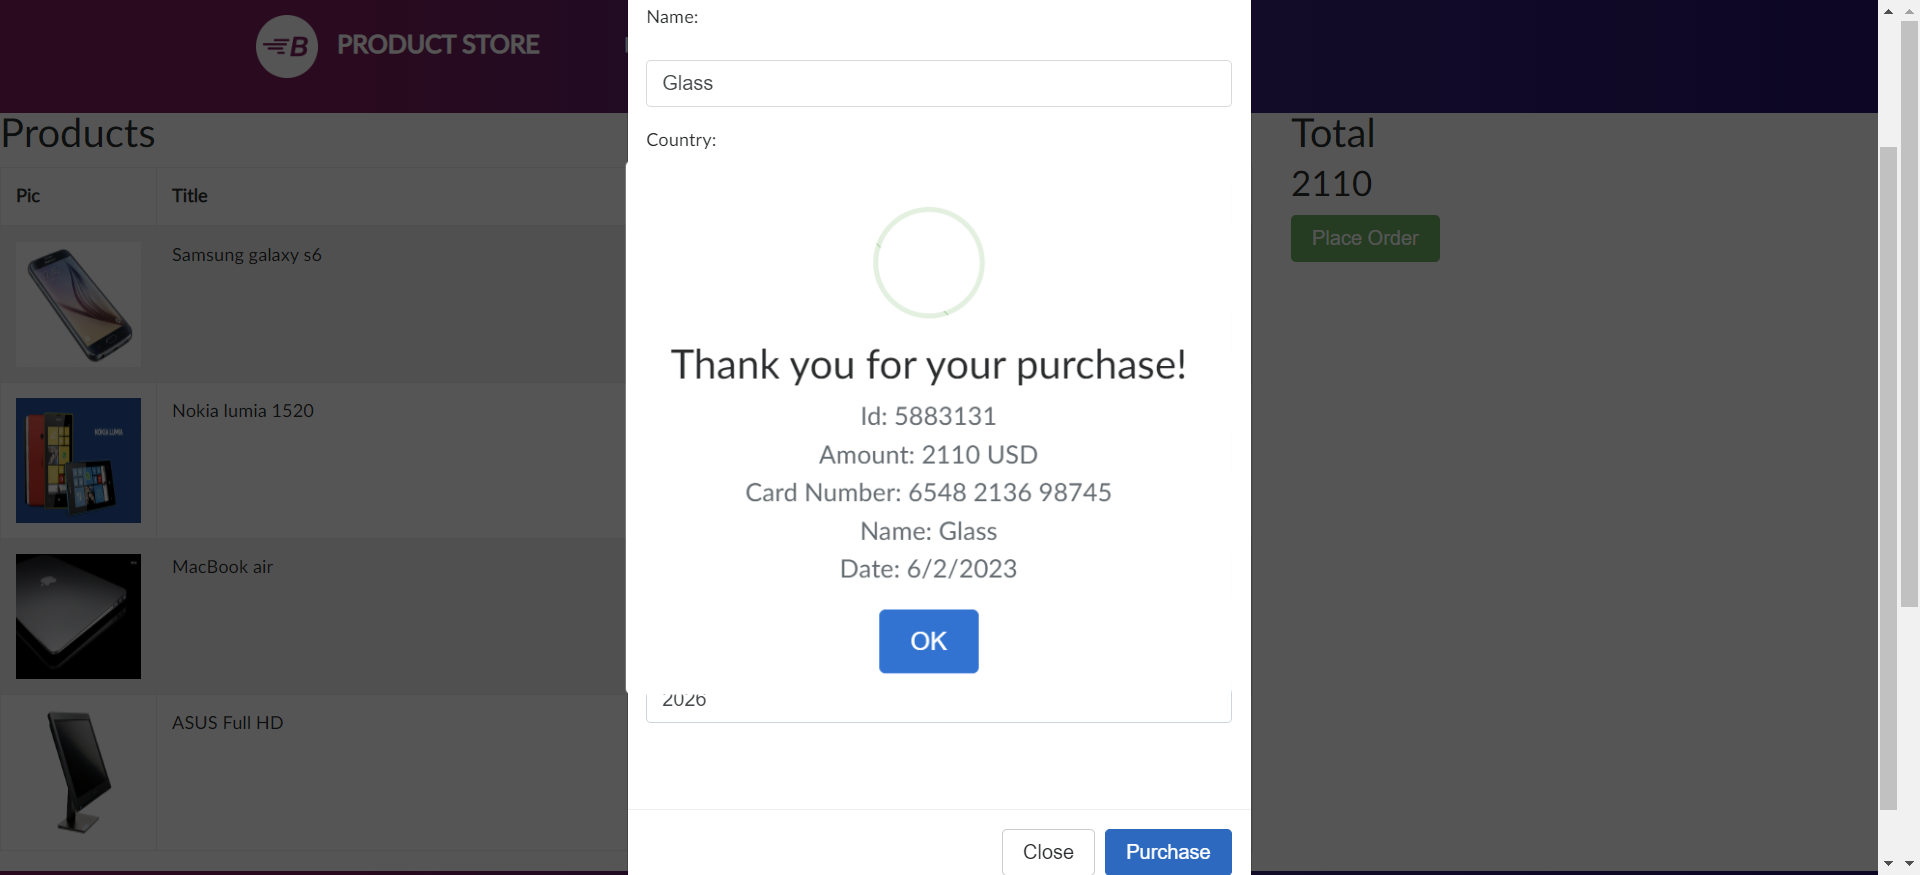 B PRODUCT STORE
Products
Pic Title
Samsung galaxy s6
Nokia lumia 1520
NOKIA LUMIA
MacBook air
ASUS Full HD
Name:
Glass
Country:
Thank you for your purchase!
Id: 5883131
Amount: 2110 USD
Card Number: 6548 2136 98745
Name: Glass
Date: 6/2/2023
OK
2026
Close Purchase
Total
2110
Place Order